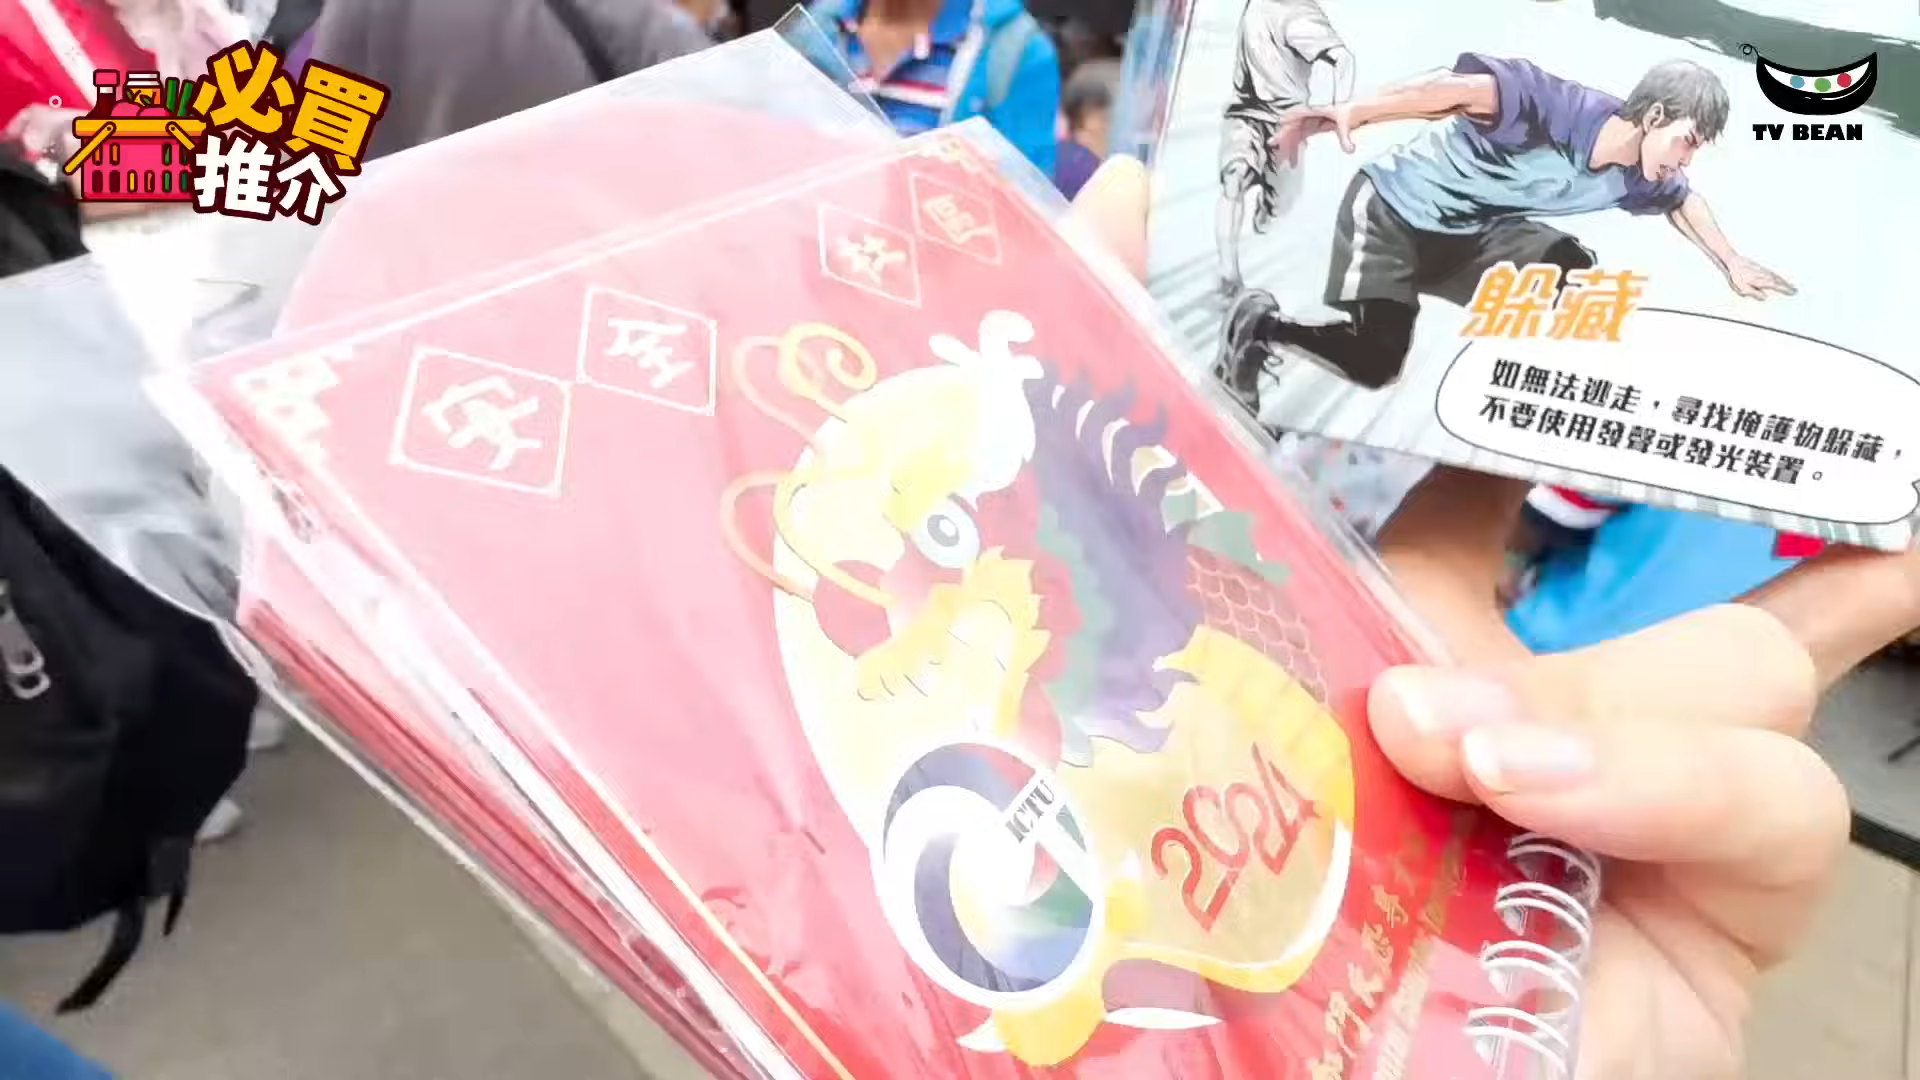 必買
推介
TV BEAN
躲藏
如無法逃走，尋找掩護物躲藏，
不要使用發聲或發光裝置。
ICTU
2024